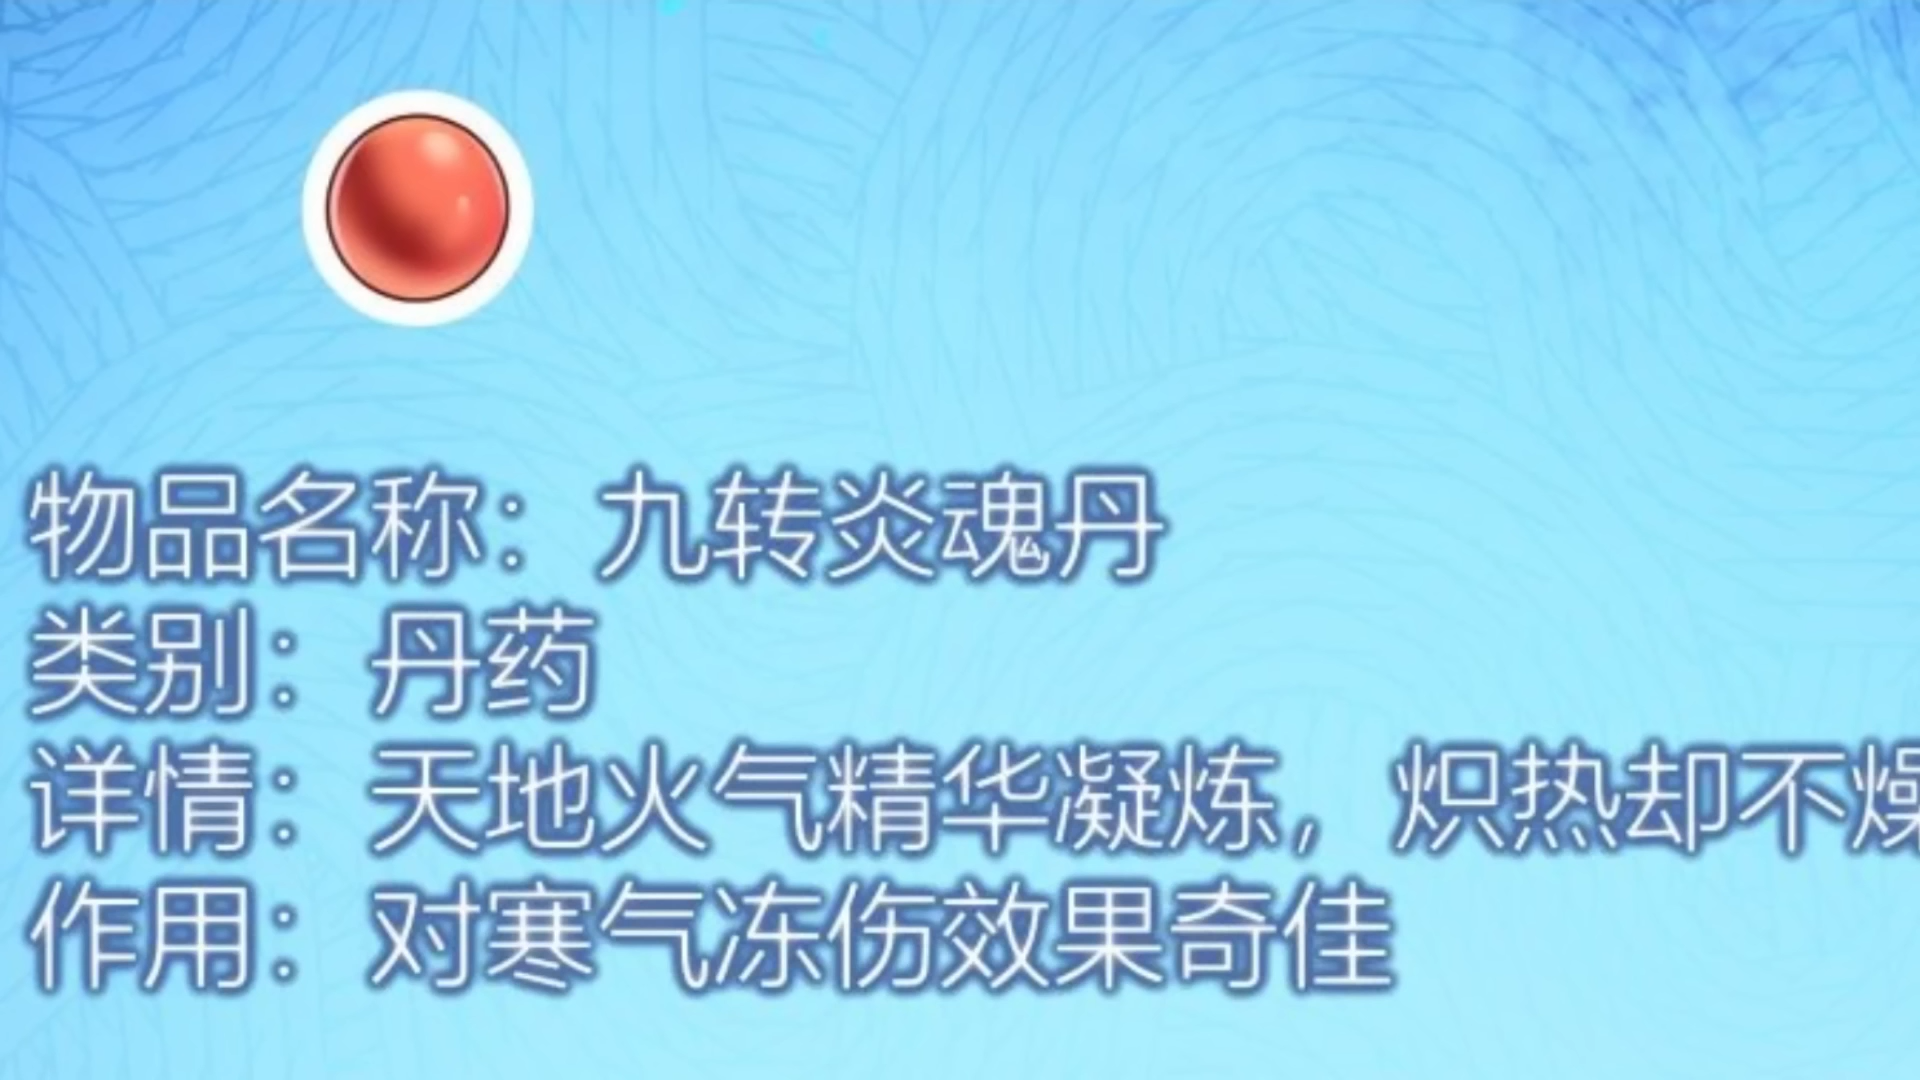 物品名称：九转炎魂丹
类别：丹药
详情：天地火气精华凝炼，炽热却不燥
作用：对寒气冻伤效果奇佳